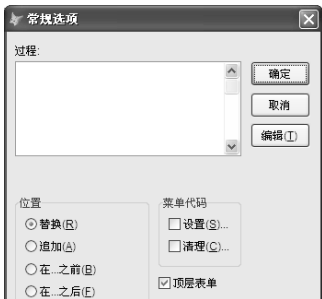 常规选项
过程:
确定
取消
编辑(T)
位置
替换(R)
追加(A)
在...之前(B)
在...之后(F)
菜单代码
设置(S)...
清理(C)...
顶层表单